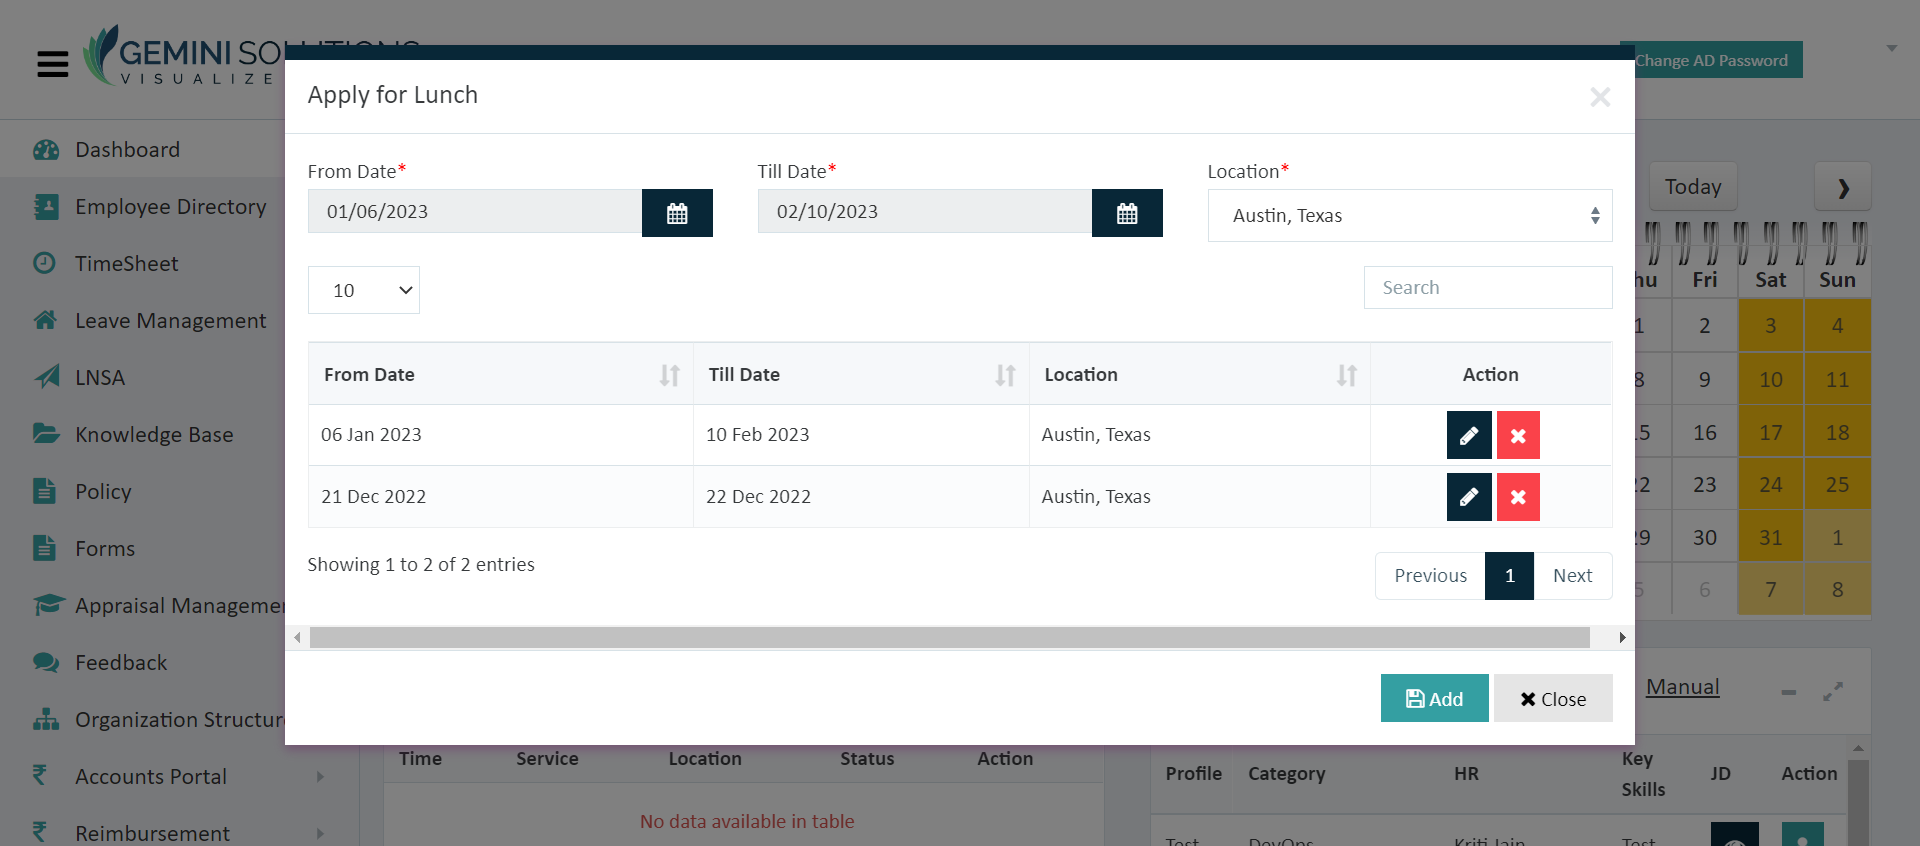 GEMINI SOLUTIONS
VISUALIZE
Change AD Password
Apply for Lunch
×
From Date*
Till Date*
Location*
01/06/2023
02/10/2023
Austin, Texas
10
Search
From Date Till Date Location Action
06 Jan 2023 10 Feb 2023 Austin, Texas
21 Dec 2022 22 Dec 2022 Austin, Texas
Showing 1 to 2 of 2 entries
Previous 1 Next
Add Close
Dashboard
Employee Directory
TimeSheet
Leave Management
LNSA
Knowledge Base
Policy
Forms
Appraisal Managemen
Feedback
Organization Structure
Accounts Portal
Reimbursement
Today
hu Fri Sat Sun
1 2 3 4
8 9 10 11
15 16 17 18
22 23 24 25
29 30 31 1
5 6 7 8
Manual
Time Service Location Status Action
No data available in table
Profile Category HR Key Skills JD Action
Test DevOps Kriti Jain Test